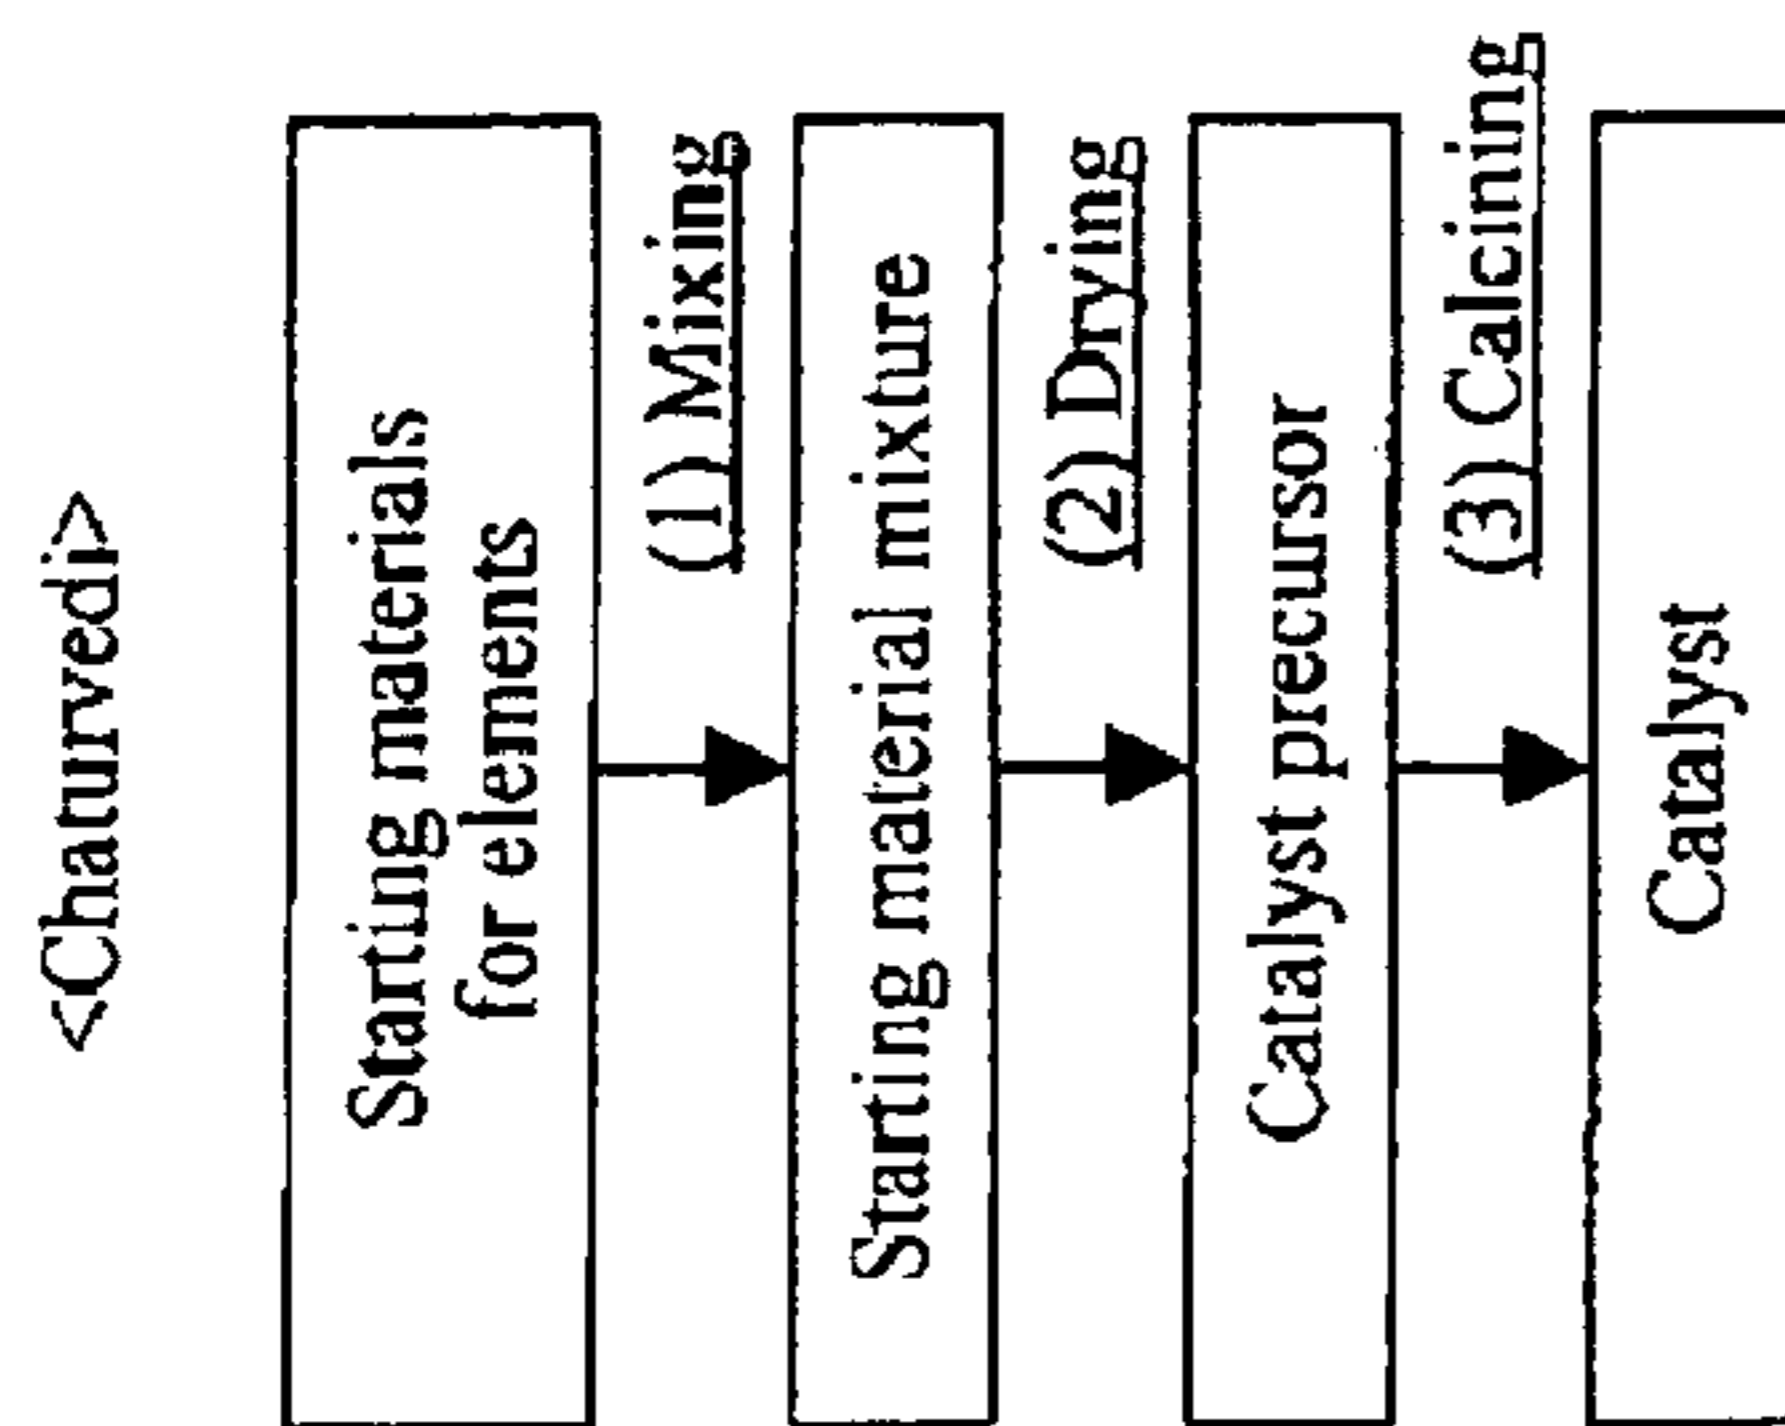 <Chaturvedi>
Starting materials
for elements
(1) Mixing
Starting material mixture
(2) Drying
Catalyst precursor
(3) Calcining
Catalyst